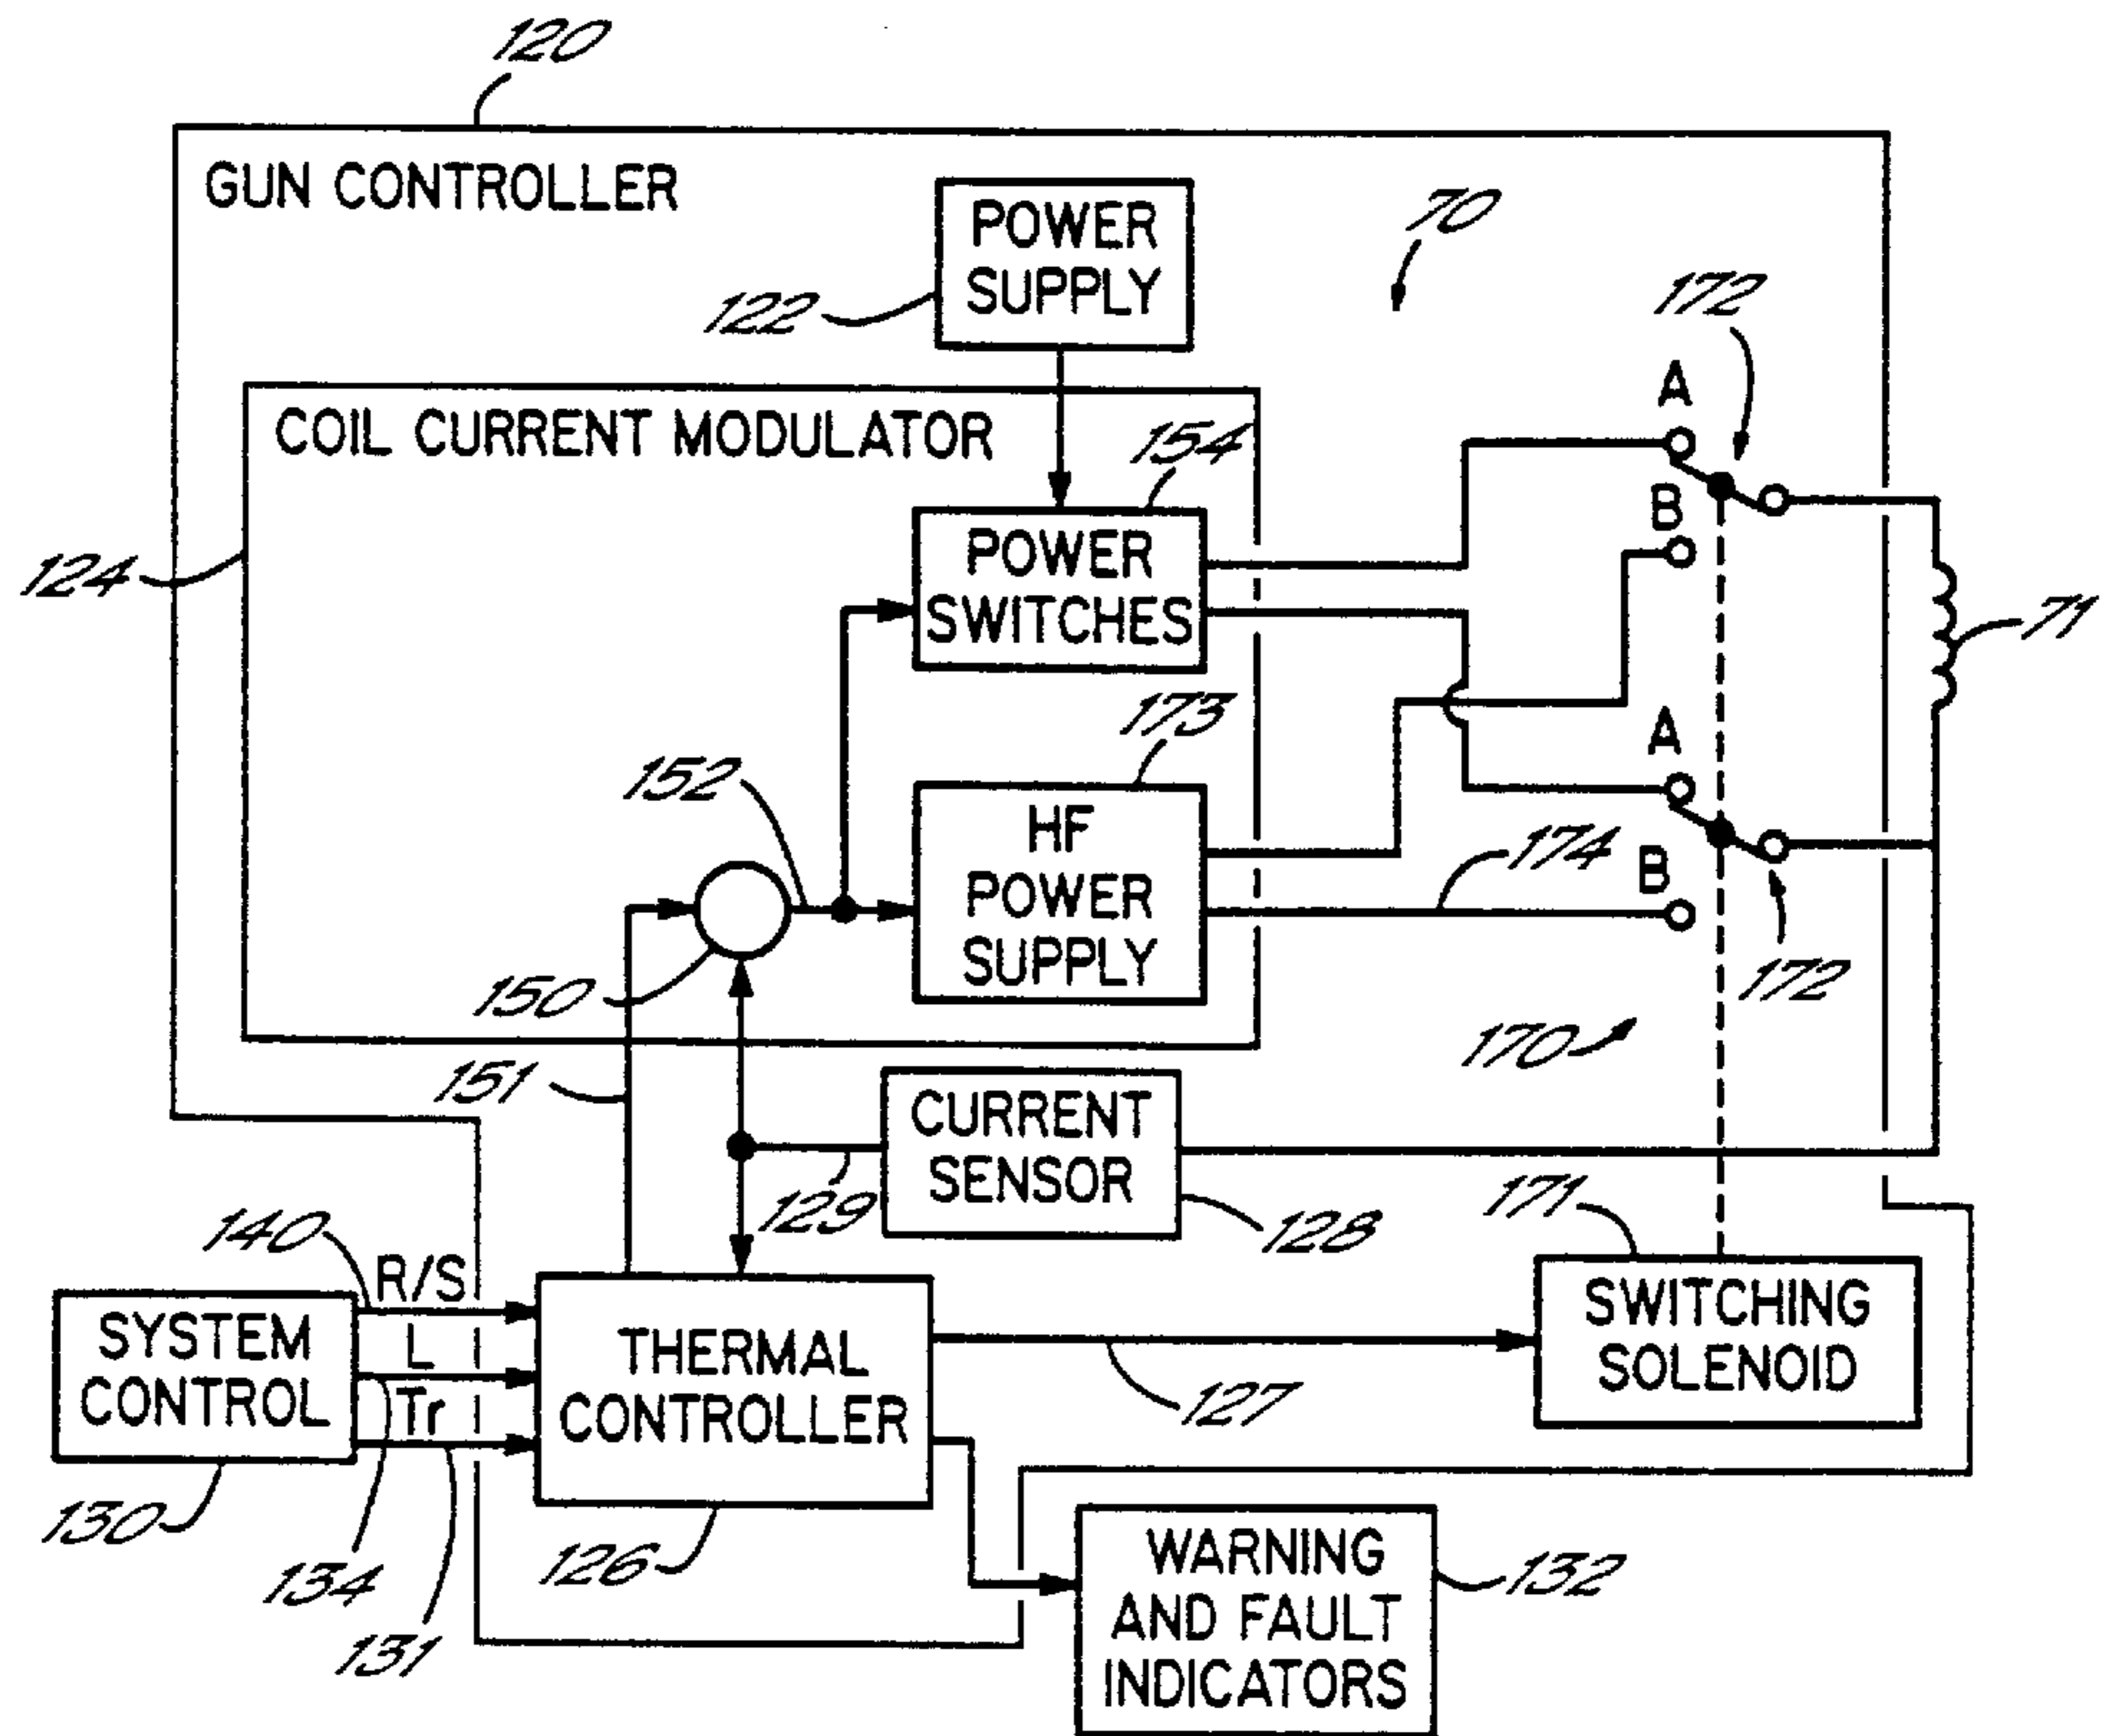 120
GUN CONTROLLER
POWER
SUPPLY
70
122
172
A
COIL CURRENT MODULATOR
154
B
124
POWER
SWITCHES
71
173
A
152
HF
POWER
SUPPLY
174
B
150
172
170
151
CURRENT
SENSOR
129
128
171
140
R/S
SYSTEM
CONTROL
L
Tr
THERMAL
CONTROLLER
SWITCHING
SOLENOID
127
130
134
131
126
WARNING
AND FAULT
INDICATORS
132